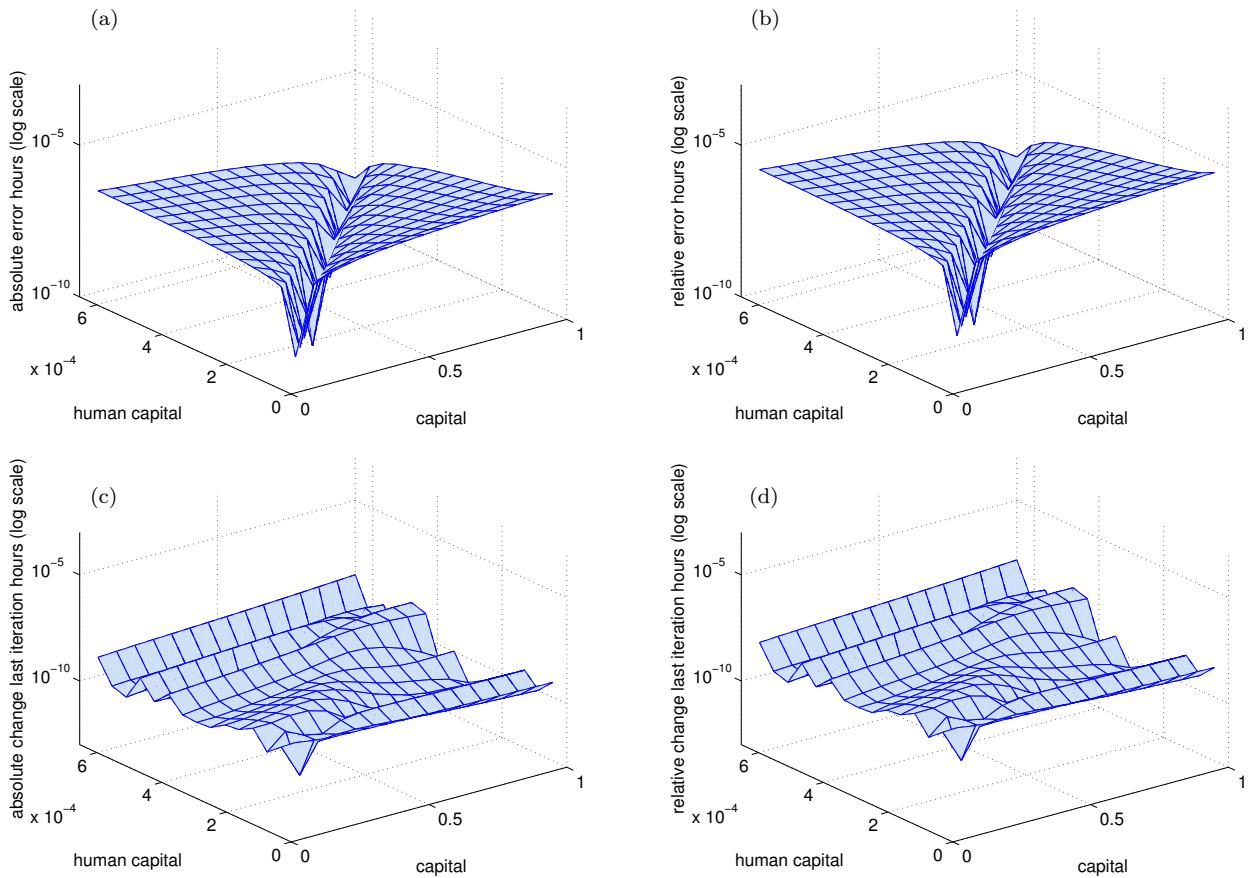 (a)
absolute error hours (log scale)
10⁻⁵
10⁻¹⁰
6
4
2
0
x 10⁻⁴
human capital
0
0.5
1
capital
(b)
relative error hours (log scale)
10⁻⁵
10⁻¹⁰
6
4
2
0
x 10⁻⁴
human capital
0
0.5
1
capital
(c)
absolute change last iteration hours (log scale)
10⁻⁵
10⁻¹⁰
6
4
2
0
x 10⁻⁴
human capital
0
0.5
1
capital
(d)
relative change last iteration hours (log scale)
10⁻⁵
10⁻¹⁰
6
4
2
0
x 10⁻⁴
human capital
0
0.5
1
capital